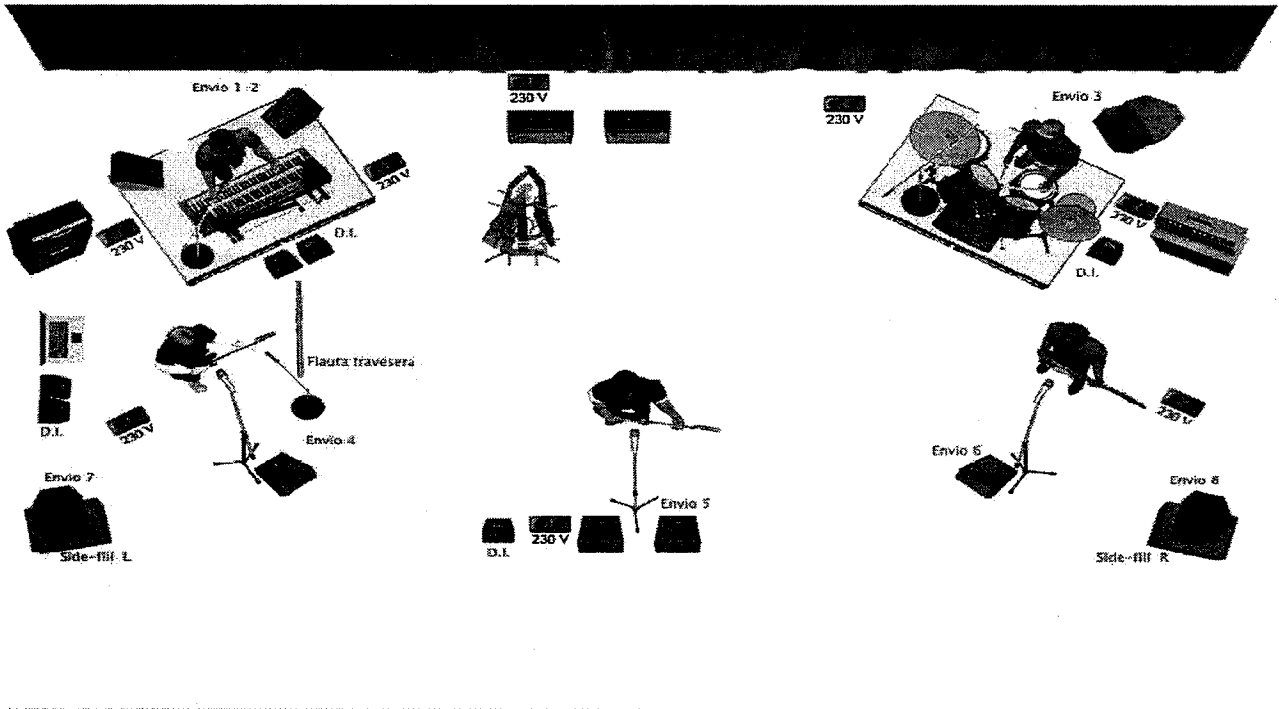 Envio 1-2
230 V
230 V
Envio 3
230 V
230 V
230 V
D.I.
D.I.
Flauta travesera
D.I.
230 V
Envio 4
230 V
Envio 6
Envio 7
Envio 5
Envio 8
D.I.
230 V
Side-fill L
Side-fill R